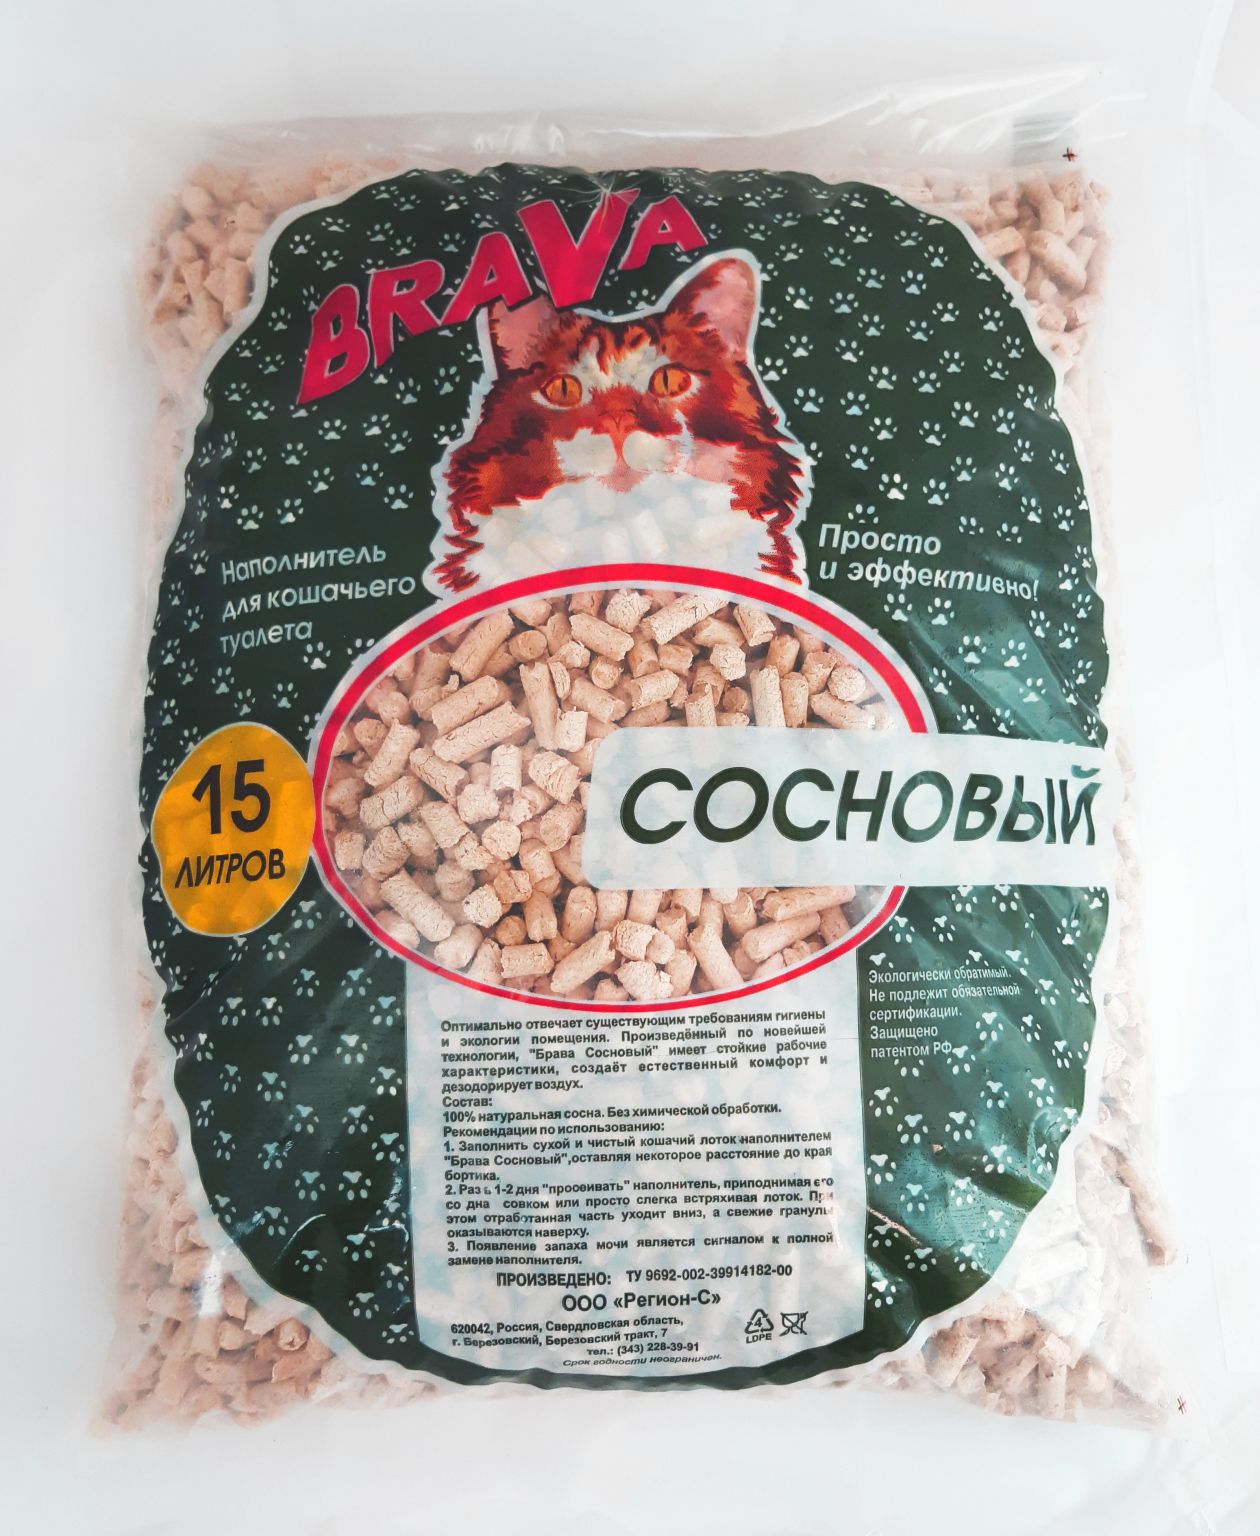 BRAVA
TM
Наполнитель
для кошачьего
туалета
Просто
и эффективно!
15
ЛИТРОВ
СОСНОВЫЙ
Экологически обратимый.
Не подлежит обязательной
сертификации.
Защищено
патентом РФ
Оптимально отвечает существующим требованиям гигиены
и экологии помещения. Произведённый по новейшей
технологии, "Брава Сосновый" имеет стойкие рабочие
характеристики, создаёт естественный комфорт и
дезодорирует воздух.
Состав:
100% натуральная сосна. Без химической обработки.
Рекомендации по использованию:
1. Заполнить сухой и чистый кошачий лоток наполнителем
"Брава Сосновый",оставляя некоторое расстояние до края
бортика.
2. Раз в 1-2 дня "просеивать" наполнитель, приподнимая его
со дна совком или просто слегка встряхивая лоток. При
этом отработанная часть уходит вниз, а свежие гранулы
оказываются наверху.
3. Появление запаха мочи является сигналом к полной
замене наполнителя.
ПРОИЗВЕДЕНО: ТУ 9692-002-39914182-00
ООО «Регион-С»
620042, Россия, Свердловская область,
г. Березовский, Березовский тракт, 7
тел.: (343) 228-39-91
Срок годности неограничен.
4
LDPE